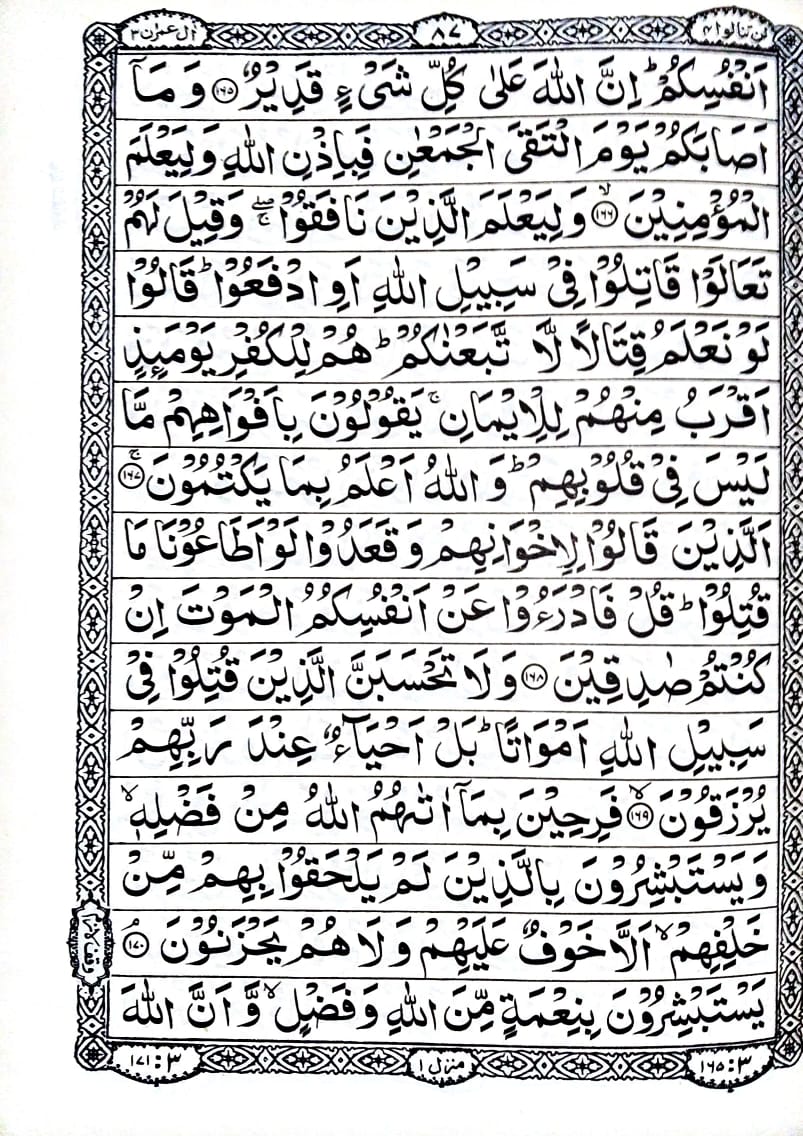 لن تنالوا ۴ ۸۷ اٰل عمرٰن ۳
اَنْفُسِكُمْ ؕ اِنَّ اللّٰهَ عَلٰى كُلِّ شَىْءٍ قَدِيْرٌ ﴿۱۶۵﴾ وَ مَاۤ
اَصَابَكُمْ يَوْمَ الْتَقَى الْجَمْعٰنِ فَبِاِذْنِ اللّٰهِ وَلِيَعْلَمَ
الْمُؤْمِنِيْنَ ﴿۱۶۶﴾ۙ وَلِيَعْلَمَ الَّذِيْنَ نَافَقُوْا ۖۚ وَقِيْلَ لَهُمْ
تَعَالَوْا قَاتِلُوْا فِىْ سَبِيْلِ اللّٰهِ اَوِ ادْفَعُوْا ؕ قَالُوْا
لَوْ نَعْلَمُ قِتَالًا لَّا تَّبَعْنٰكُمْ ؕ هُمْ لِلْكُفْرِ يَوْمَئِذٍ
اَقْرَبُ مِنْهُمْ لِلْاِيْمَانِ ۚ يَقُوْلُوْنَ بِاَفْوَاهِهِمْ مَّا
لَيْسَ فِىْ قُلُوْبِهِمْ ؕ وَ اللّٰهُ اَعْلَمُ بِمَا يَكْتُمُوْنَ ﴿۱۶۷﴾ۚ
اَلَّذِيْنَ قَالُوْا لِاِخْوَانِهِمْ وَ قَعَدُوْا لَوْ اَطَاعُوْنَا مَا
قُتِلُوْا ؕ قُلْ فَادْرَءُوْا عَنْ اَنْفُسِكُمُ الْمَوْتَ اِنْ
كُنْتُمْ صٰدِقِيْنَ ﴿۱۶۸﴾ وَلَا تَحْسَبَنَّ الَّذِيْنَ قُتِلُوْا فِىْ
سَبِيْلِ اللّٰهِ اَمْوَاتًا ؕ بَلْ اَحْيَآءٌ عِنْدَ رَبِّهِمْ
يُرْزَقُوْنَ ﴿۱۶۹﴾ۙ فَرِحِيْنَ بِمَاۤ اٰتٰىهُمُ اللّٰهُ مِنْ فَضْلِهٖ ۙ
وَيَسْتَبْشِرُوْنَ بِالَّذِيْنَ لَمْ يَلْحَقُوْا بِهِمْ مِّنْ
خَلْفِهِمْ ۙ اَلَّا خَوْفٌ عَلَيْهِمْ وَلَا هُمْ يَحْزَنُوْنَ ﴿۱۷۰﴾ۘ
يَسْتَبْشِرُوْنَ بِنِعْمَةٍ مِّنَ اللّٰهِ وَفَضْلٍ ۙ وَّ اَنَّ اللّٰهَ
۳:۱۶۵ منزل ۱ ۳:۱۷۱